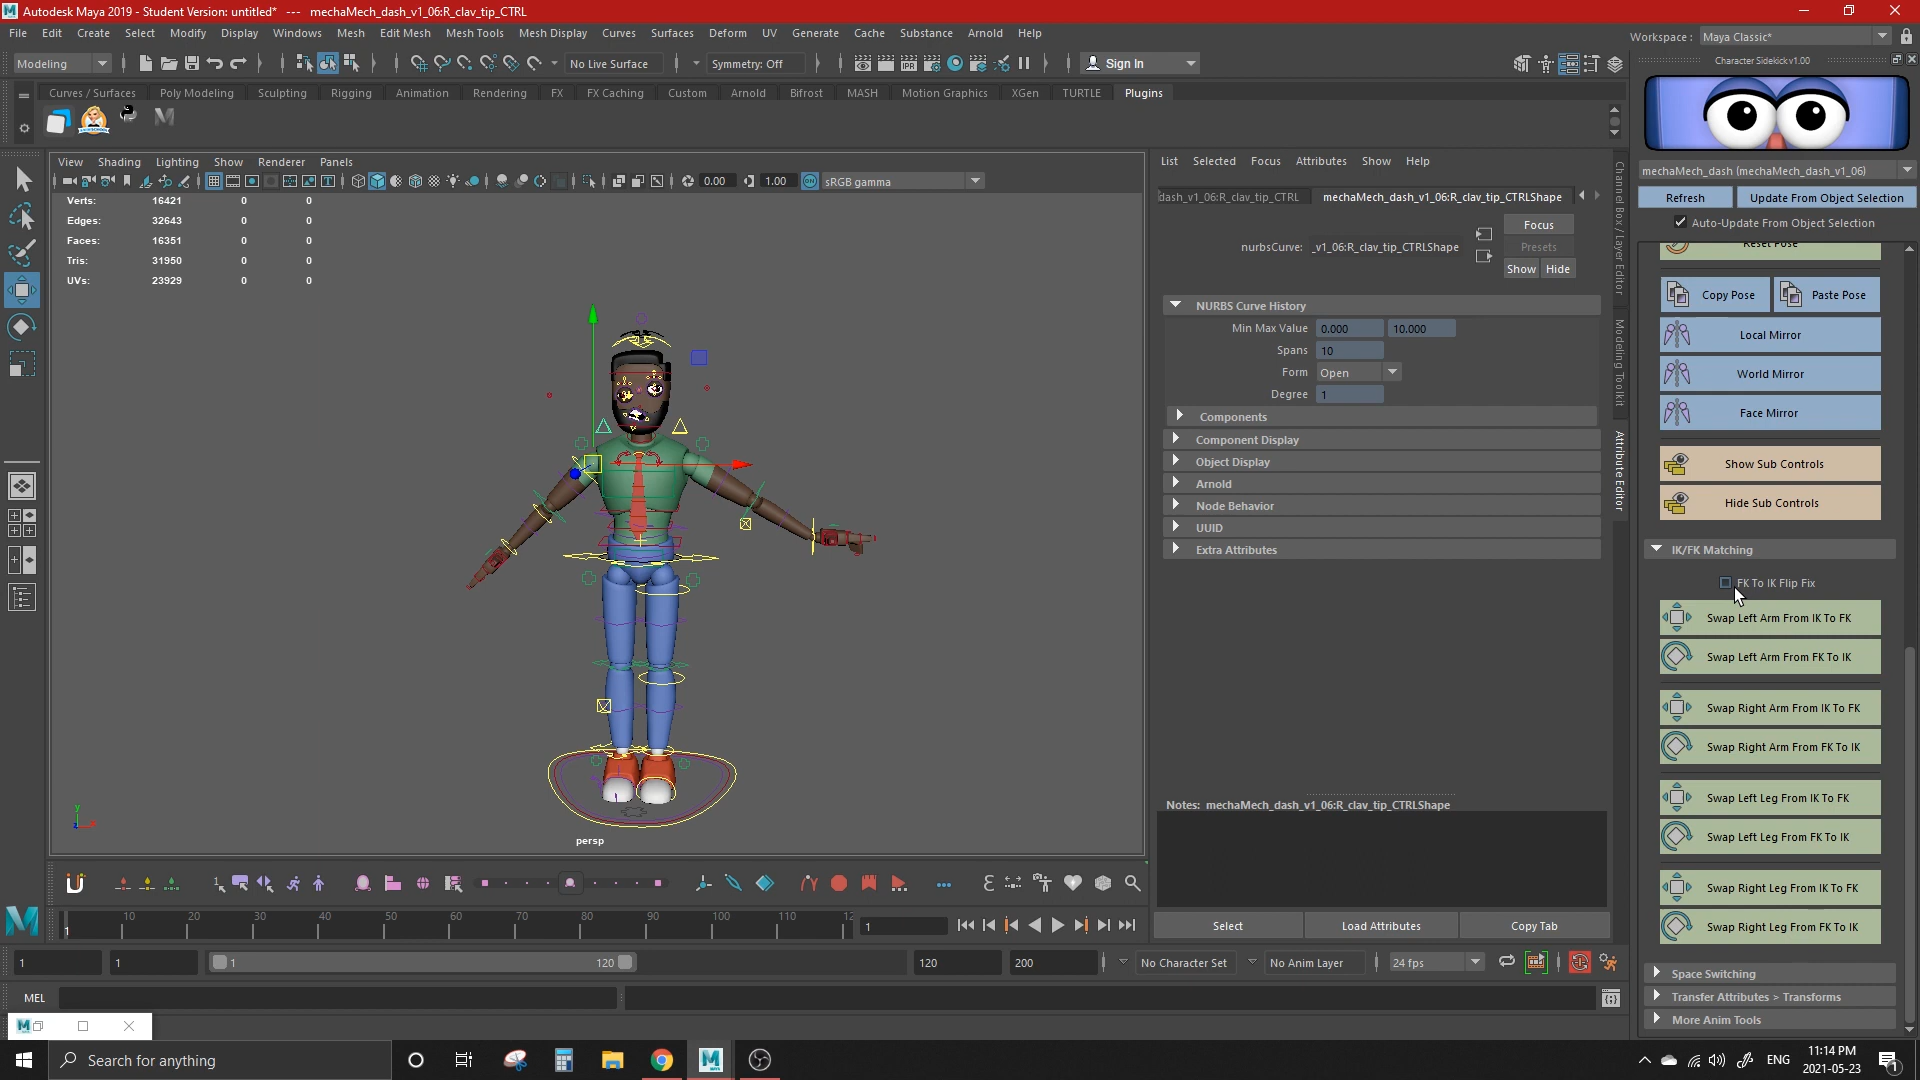 Autodesk Maya 2019 - Student Version: untitled*   ---   mechaMech_dash_v1_06:R_clav_tip_CTRL
File Edit Create Select Modify Display Windows Mesh Edit Mesh Mesh Tools Mesh Display Curves Surfaces Deform UV Generate Cache Substance Arnold Help
Workspace : Maya Classic*
Modeling No Live Surface Symmetry: Off Sign In
Character Sidekick v1.00
Curves / Surfaces Poly Modeling Sculpting Rigging Animation Rendering FX FX Caching Custom Arnold Bifrost MASH Motion Graphics XGen TURTLE Plugins
View Shading Lighting Show Renderer Panels
0.00 1.00 ON sRGB gamma
Verts: 16421 0 0
Edges: 32643 0 0
Faces: 16351 0 0
Tris: 31950 0 0
UVs: 23929 0 0
persp
List Selected Focus Attributes Show Help
dash_v1_06:R_clav_tip_CTRL mechaMech_dash_v1_06:R_clav_tip_CTRLShape
nurbsCurve: _v1_06:R_clav_tip_CTRLShape
Focus
Presets
Show Hide
NURBS Curve History
Min Max Value 0.000 10.000
Spans 10
Form Open
Degree 1
Components
Component Display
Object Display
Arnold
Node Behavior
UUID
Extra Attributes
Notes: mechaMech_dash_v1_06:R_clav_tip_CTRLShape
Select Load Attributes Copy Tab
Channel Box / Layer Editor
Modeling Toolkit
Attribute Editor
mechaMech_dash (mechaMech_dash_v1_06)
Refresh Update From Object Selection
Auto-Update From Object Selection
Reset Pose
Copy Pose Paste Pose
Local Mirror
World Mirror
Face Mirror
Show Sub Controls
Hide Sub Controls
IK/FK Matching
FK To IK Flip Fix
Swap Left Arm From IK To FK
Swap Left Arm From FK To IK
Swap Right Arm From IK To FK
Swap Right Arm From FK To IK
Swap Left Leg From IK To FK
Swap Left Leg From FK To IK
Swap Right Leg From IK To FK
Swap Right Leg From FK To IK
Space Switching
Transfer Attributes > Transforms
More Anim Tools
1 10 20 30 40 50 60 70 80 90 100 110 12 1
1 1 1 120 120 200 No Character Set No Anim Layer 24 fps
MEL
Search for anything
ENG
11:14 PM
2021-05-23
1